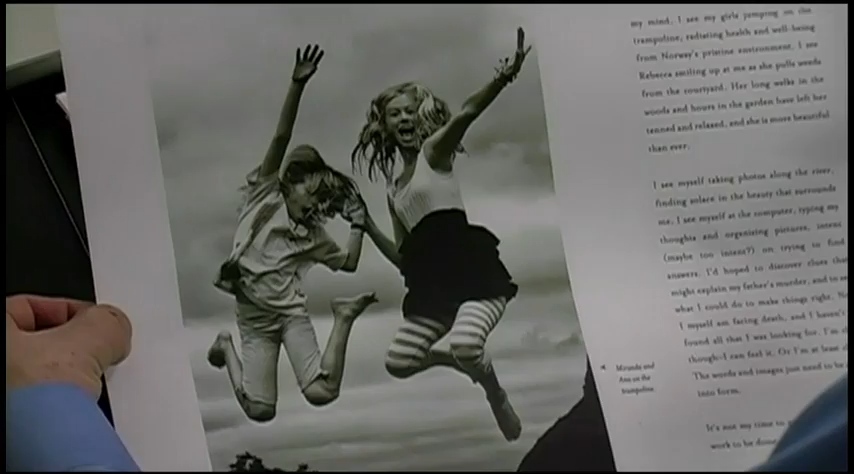 my mind, I see my girls jumping on the
trampoline, radiating health and well-being
from Norway's pristine environment. I see
Rebecca smiling up at me as she pulls weeds
from the courtyard. Her long walks in the
woods and hours in the garden have left her
tanned and relaxed, and she is more beautiful
than ever.
I see myself taking photos along the river,
finding solace in the beauty that surrounds
me. I see myself at the computer, typing my
thoughts and organizing pictures, intent
(maybe too intent?) on trying to find
answers. I'd hoped to discover clues that
might explain my father's murder, and to see
what I could do to make things right.
I myself am facing death, and I haven't
found all that I was looking for. I'm
though–I can feel it. Or I'm at least
The words and images just need to be
into form.
It's not my time to
work to be done
Miranda and
Ana on the
trampoline.